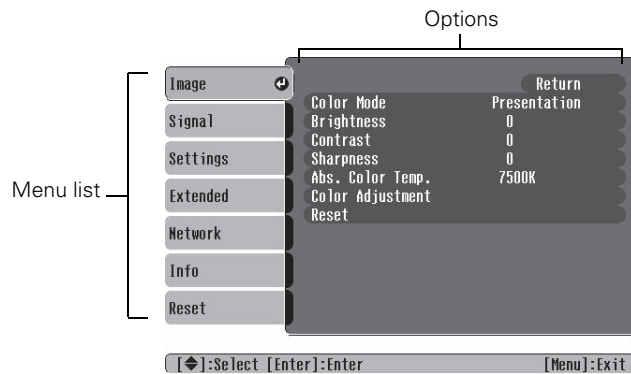 Options
Menu list
Image
Signal
Settings
Extended
Network
Info
Reset
Return
Color Mode Presentation
Brightness 0
Contrast 0
Sharpness 0
Abs. Color Temp. 7500K
Color Adjustment
Reset
[◆]:Select [Enter]:Enter [Menu]:Exit